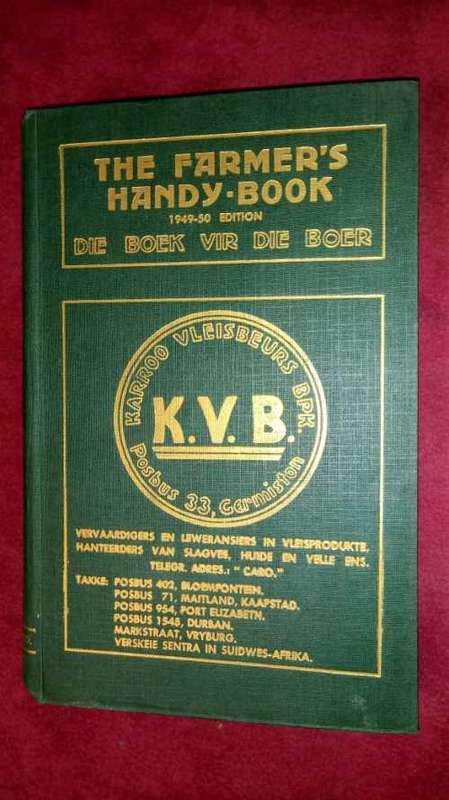 THE FARMER'S
HANDY-BOOK
1949-50 EDITION
DIE BOEK VIR DIE BOER
KARROO VLEISBEURS BPK.
K.V.B.
Posbus 33, Germiston
VERVAARDIGERS EN LEWERANSIERS IN VLEISPRODUKTE,
HANTEERDERS VAN SLAGVEE, HUIDE EN VELLE ENS.
TELEGR. ADRES.: "CARO."
TAKKE: POSBUS 402, BLOEMFONTEIN.
POSBUS 71, MAITLAND, KAAPSTAD.
POSBUS 954, PORT ELIZABETH.
POSBUS 1548, DURBAN.
MARKSTRAAT, VRYBURG.
VERSKEIE SENTRA IN SUIDWES-AFRIKA.